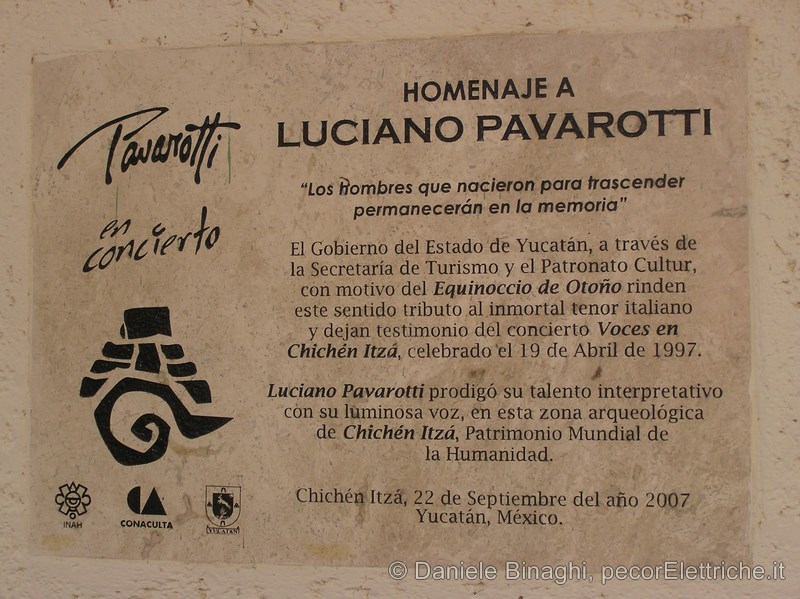 Pavarotti
en
concierto
INAH
CONACULTA
YUCATÁN
HOMENAJE A
LUCIANO PAVAROTTI
"Los hombres que nacieron para trascender
permanecerán en la memoria"
El Gobierno del Estado de Yucatán, a través de
la Secretaría de Turismo y el Patronato Cultur,
con motivo del Equinoccio de Otoño rinden
este sentido tributo al inmortal tenor italiano
y dejan testimonio del concierto Voces en
Chichén Itzá, celebrado el 19 de Abril de 1997.
Luciano Pavarotti prodigó su talento interpretativo
con su luminosa voz, en esta zona arqueológica
de Chichén Itzá, Patrimonio Mundial de
la Humanidad.
Chichén Itzá, 22 de Septiembre del año 2007
Yucatán, México.
© Daniele Binaghi, pecorElettriche.it